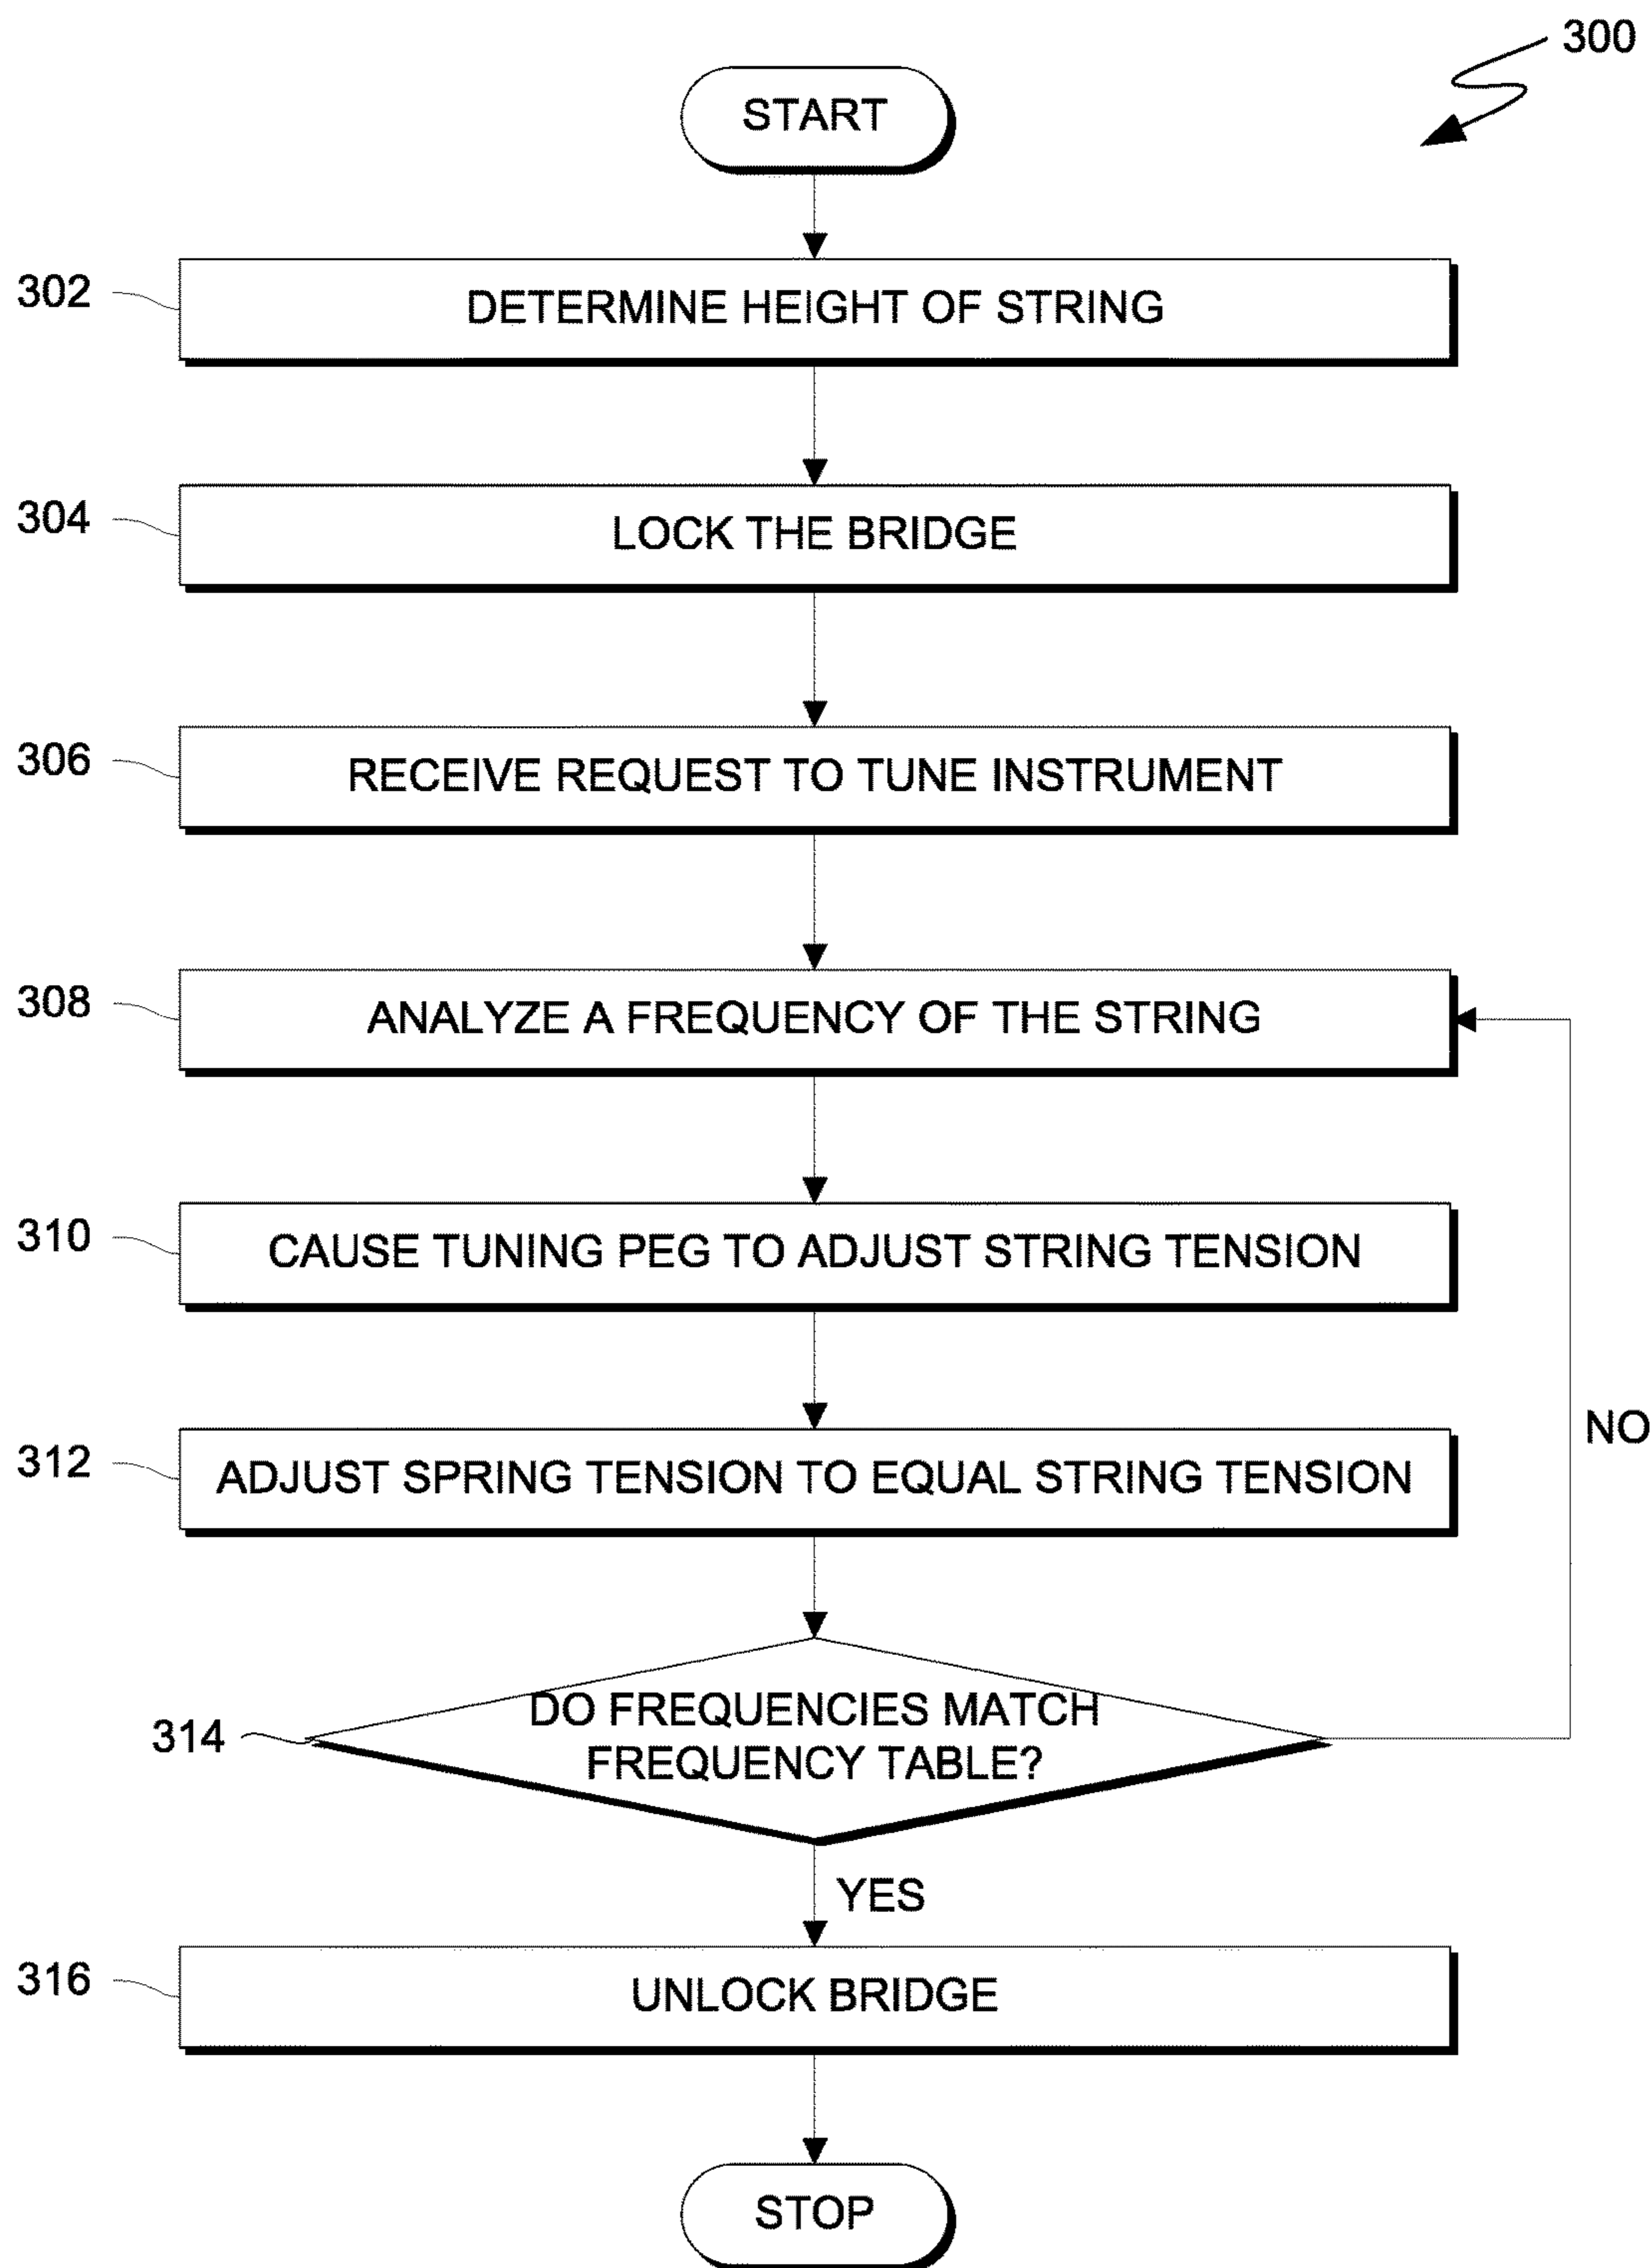 300
START
302
DETERMINE HEIGHT OF STRING
304
LOCK THE BRIDGE
306
RECEIVE REQUEST TO TUNE INSTRUMENT
308
ANALYZE A FREQUENCY OF THE STRING
310
CAUSE TUNING PEG TO ADJUST STRING TENSION
312
ADJUST SPRING TENSION TO EQUAL STRING TENSION
NO
314
DO FREQUENCIES MATCH
FREQUENCY TABLE?
YES
316
UNLOCK BRIDGE
STOP